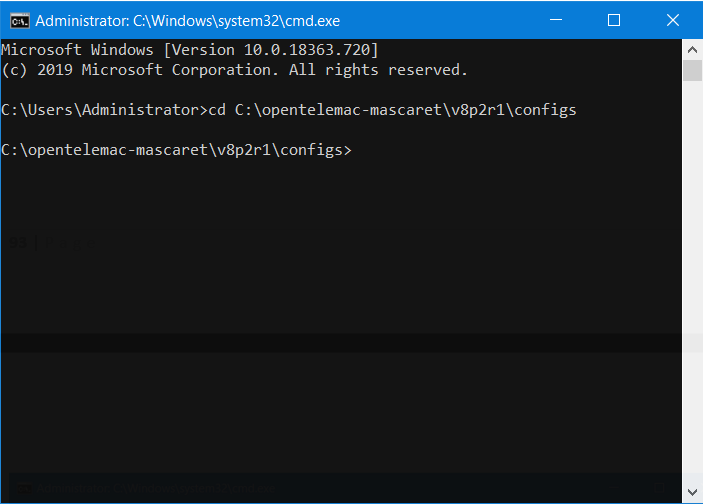 Administrator: C:\Windows\system32\cmd.exe
Microsoft Windows [Version 10.0.18363.720]
(c) 2019 Microsoft Corporation. All rights reserved.
C:\Users\Administrator>cd C:\opentelemac-mascaret\v8p2r1\configs
C:\opentelemac-mascaret\v8p2r1\configs>